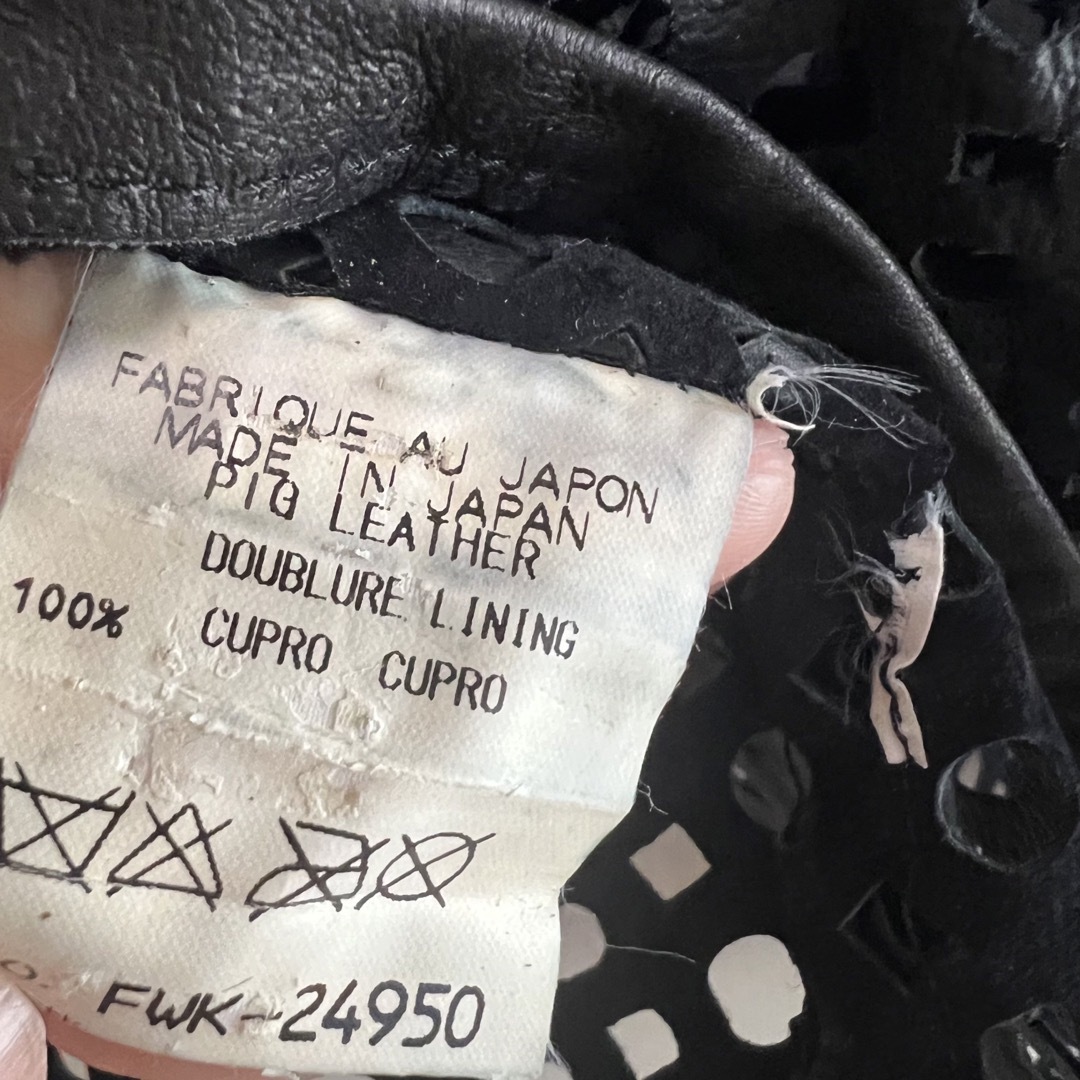 FABRIQUE AU JAPON
MADE IN JAPAN
PIG LEATHER
DOUBLURE LINING
100% CUPRO CUPRO
FWK-24950